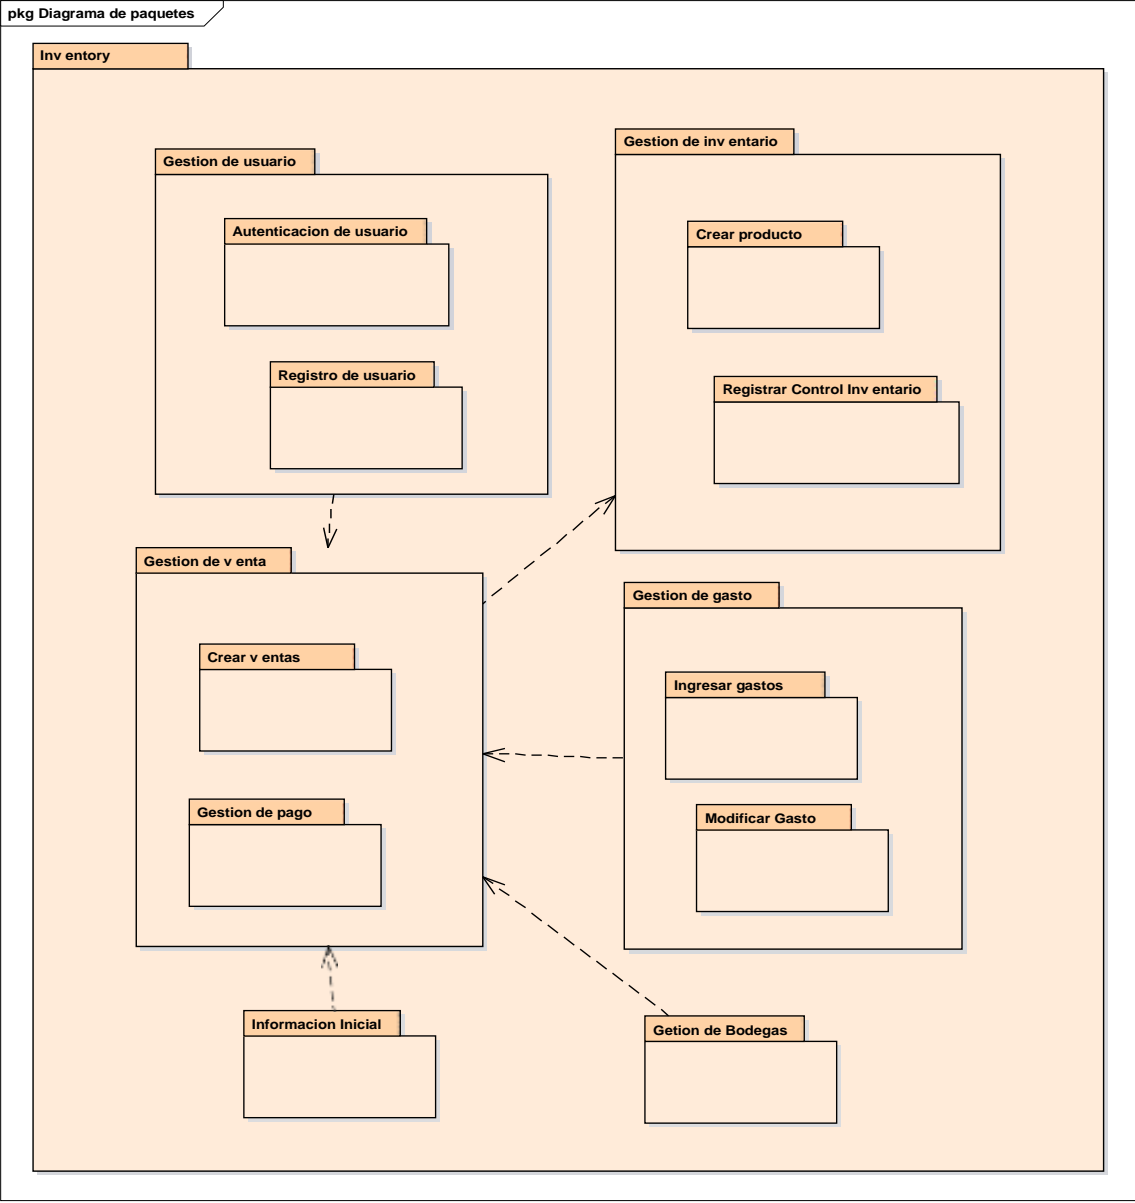 pkg Diagrama de paquetes
Inv entory
Gestion de usuario
Autenticacion de usuario
Registro de usuario
Gestion de inv entario
Crear producto
Registrar Control Inv entario
Gestion de v enta
Crear v entas
Gestion de pago
Gestion de gasto
Ingresar gastos
Modificar Gasto
Informacion Inicial
Getion de Bodegas